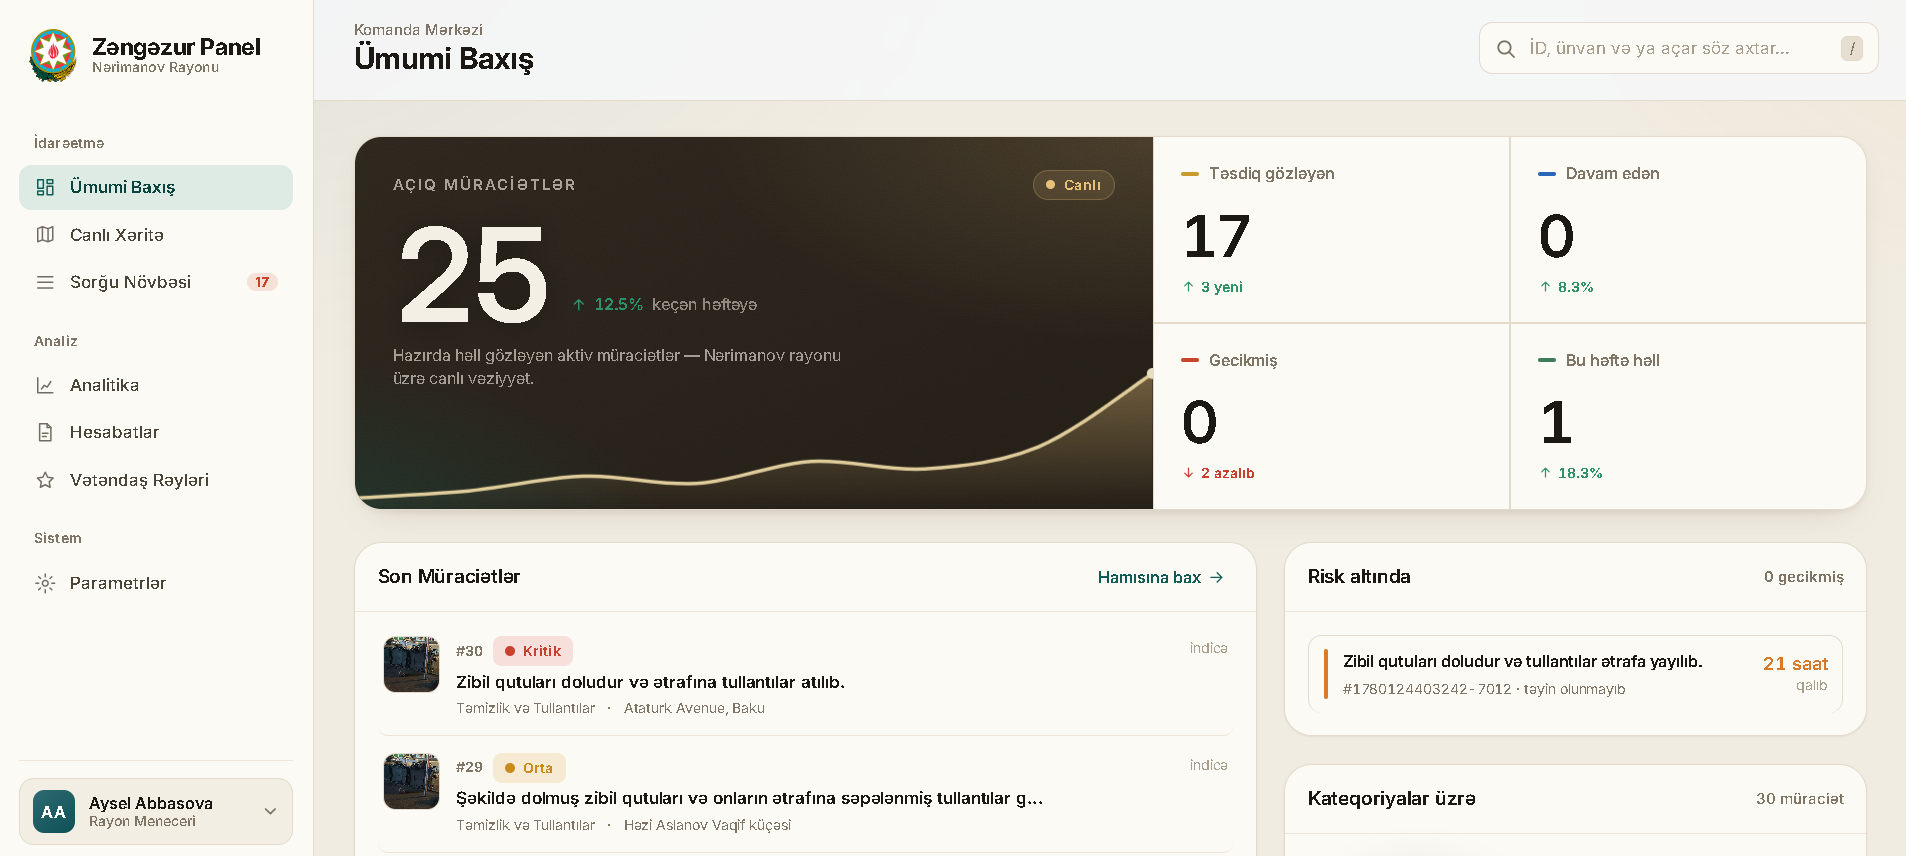 Zəngəzur Panel
Nərimanov Rayonu
İdarəetmə
Ümumi Baxış
Canlı Xəritə
Sorğu Növbəsi
17
Analiz
Analitika
Hesabatlar
Vətəndaş Rəyləri
Sistem
Parametrlər
AA
Aysel Abbasova
Rayon Meneceri
Komanda Mərkəzi
Ümumi Baxış
İD, ünvan və ya açar söz axtar...
/
AÇIQ MÜRACİƏTLƏR
Canlı
25
↑ 12.5% keçən həftəyə
Hazırda həll gözləyən aktiv müraciətlər — Nərimanov rayonu
üzrə canlı vəziyyət.
Təsdiq gözləyən
17
↑ 3 yeni
Davam edən
0
↑ 8.3%
Gecikmiş
0
↓ 2 azalıb
Bu həftə həll
1
↑ 18.3%
Son Müraciətlər
Hamısına bax →
#30
Kritik
indicə
Zibil qutuları doludur və ətrafına tullantılar atılıb.
Təmizlik və Tullantılar · Ataturk Avenue, Baku
#29
Orta
indicə
Şəkildə dolmuş zibil qutuları və onların ətrafına səpələnmiş tullantılar g...
Təmizlik və Tullantılar · Həzi Aslanov Vaqif küçəsi
Risk altında
0 gecikmiş
Zibil qutuları doludur və tullantılar ətrafa yayılıb.
#1780124403242-7012 · təyin olunmayıb
21 saat
qalıb
Kateqoriyalar üzrə
30 müraciət